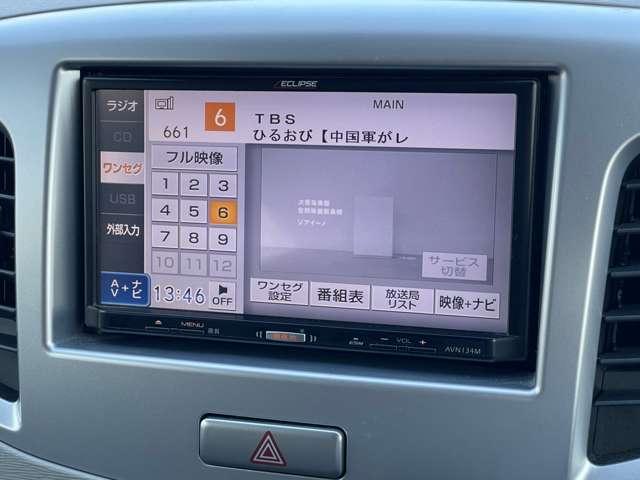 ECLIPSE
ラジオ
CD
ワンセグ
USB
外部入力
AV+ナビ
MAIN
661
6
TBS
ひるおび【中国軍がレ
フル映像
1 2 3
4 5 6
7 8 9
10 11 12
13:46
OFF
サービス
切替
ワンセグ
設定
番組表
放送局
リスト
映像+ナビ
MENU
VOL
AVN134M